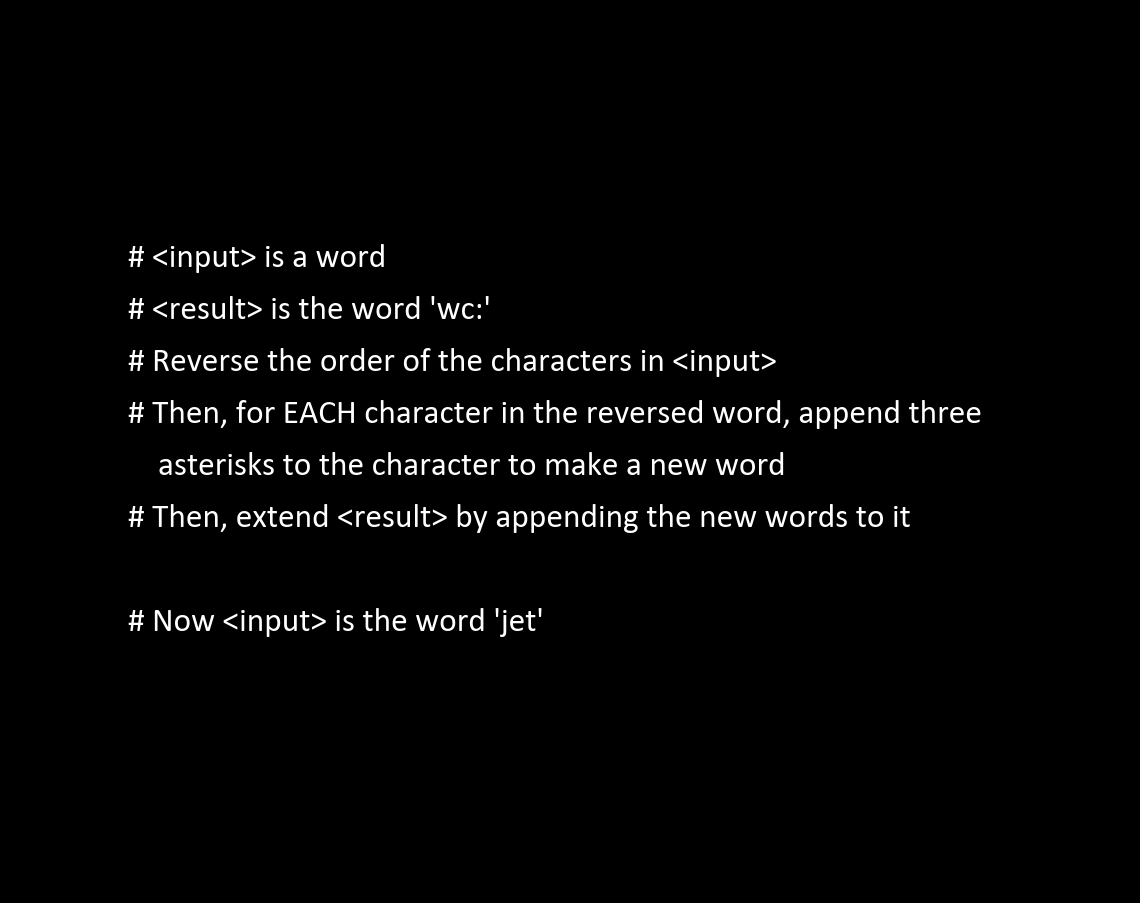 # <input> is a word
# <result> is the word 'wc:'
# Reverse the order of the characters in <input>
# Then, for EACH character in the reversed word, append three
asterisks to the character to make a new word
# Then, extend <result> by appending the new words to it
# Now <input> is the word 'jet'